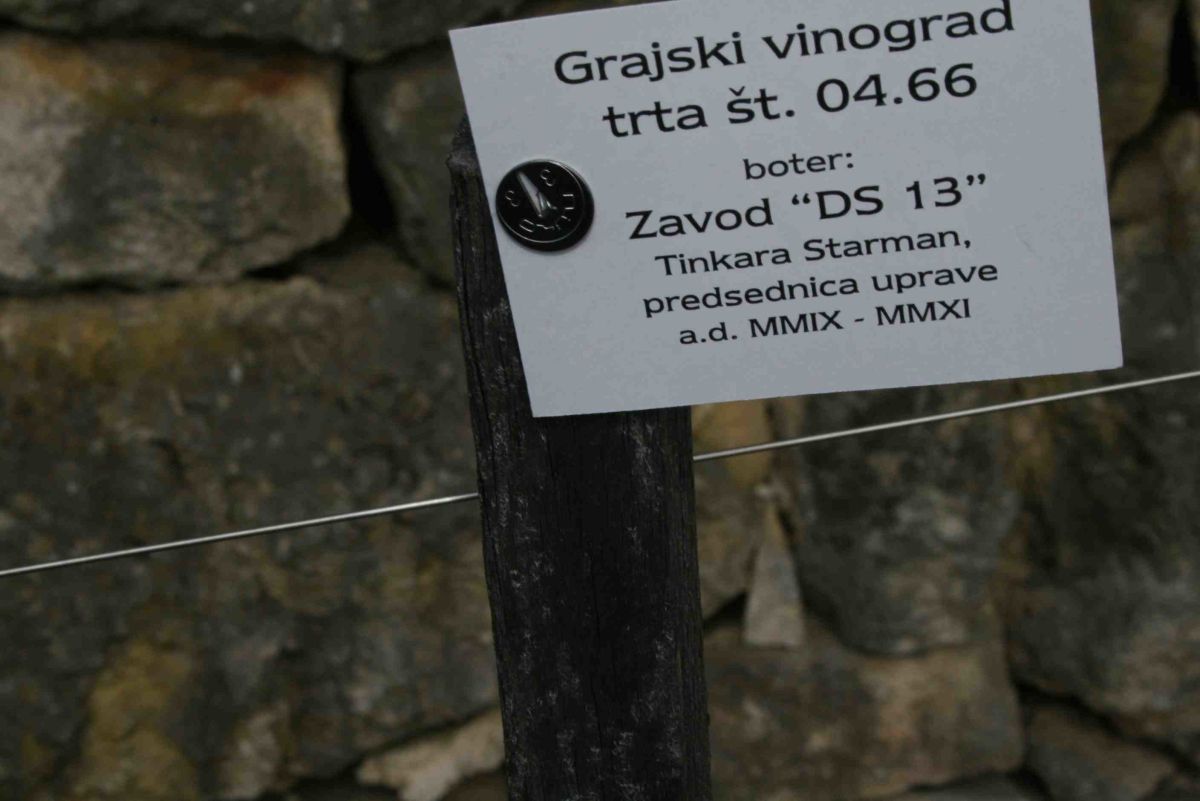 Grajski vinograd
trta št. 04.66
boter:
Zavod “DS 13”
Tinkara Starman,
predsednica uprave
a.d. MMIX - MMXI